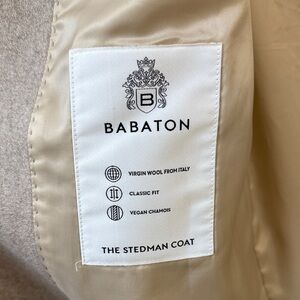 B
BABATON
VIRGIN WOOL FROM ITALY
CLASSIC FIT
VEGAN CHAMOIS
THE STEDMAN COAT